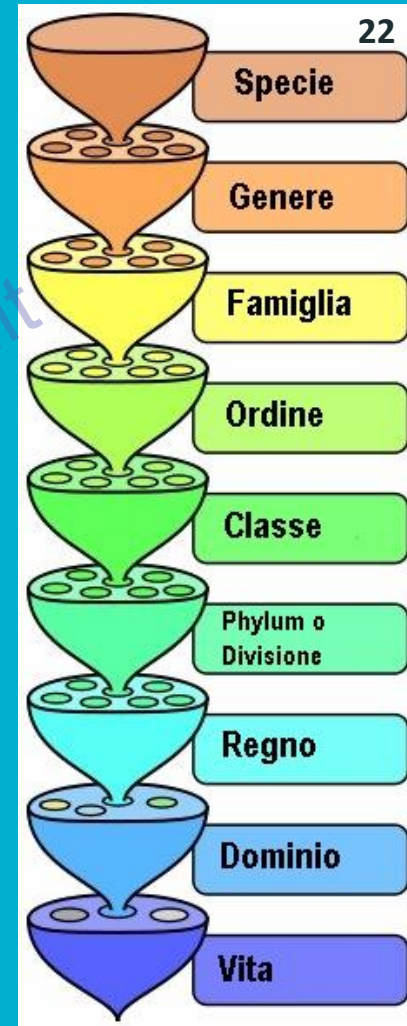 22
Specie
Genere
Famiglia
Ordine
Classe
Phylum o
Divisione
Regno
Dominio
Vita